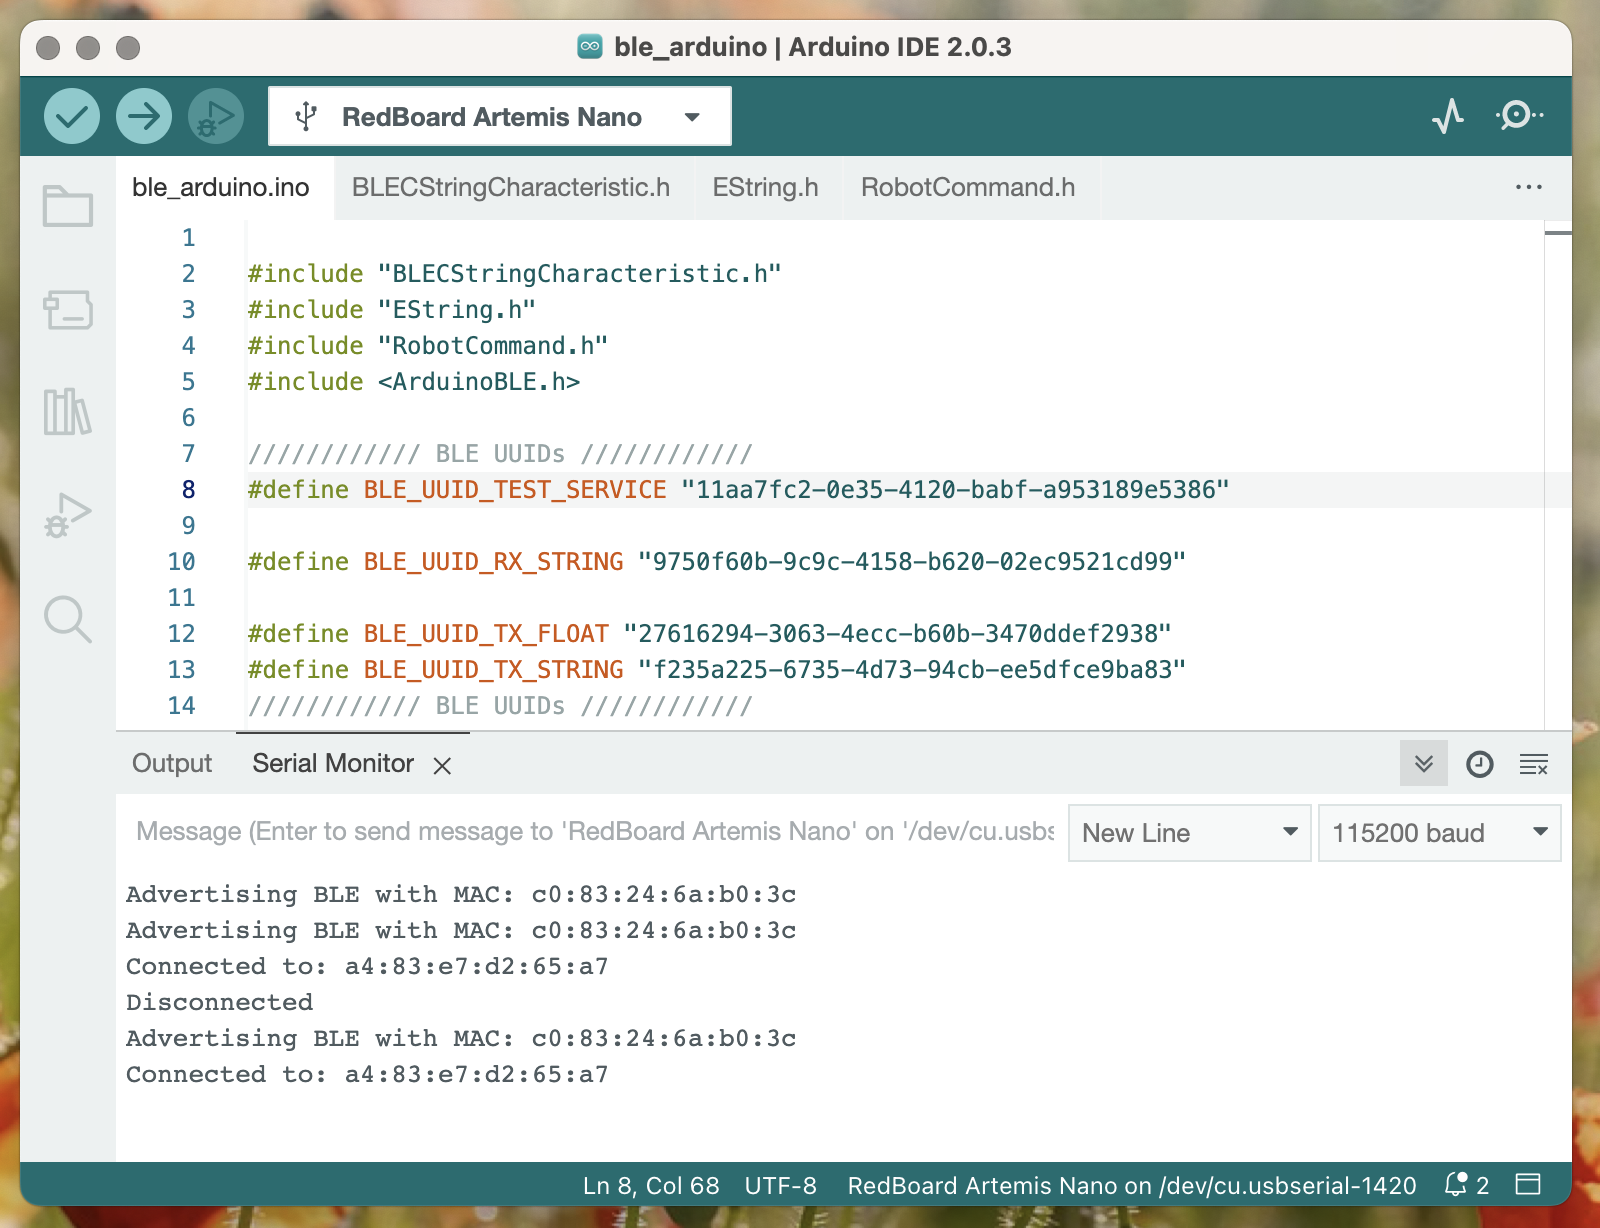 ble_arduino | Arduino IDE 2.0.3
RedBoard Artemis Nano
ble_arduino.ino BLECStringCharacteristic.h EString.h RobotCommand.h
1
2 #include "BLECStringCharacteristic.h"
3 #include "EString.h"
4 #include "RobotCommand.h"
5 #include <ArduinoBLE.h>
6
7 //////////// BLE UUIDs ////////////
8 #define BLE_UUID_TEST_SERVICE "11aa7fc2-0e35-4120-babf-a953189e5386"
9
10 #define BLE_UUID_RX_STRING "9750f60b-9c9c-4158-b620-02ec9521cd99"
11
12 #define BLE_UUID_TX_FLOAT "27616294-3063-4ecc-b60b-3470ddef2938"
13 #define BLE_UUID_TX_STRING "f235a225-6735-4d73-94cb-ee5dfce9ba83"
14 //////////// BLE UUIDs ////////////
Output Serial Monitor
Message (Enter to send message to 'RedBoard Artemis Nano' on '/dev/cu.usbs New Line 115200 baud
Advertising BLE with MAC: c0:83:24:6a:b0:3c
Advertising BLE with MAC: c0:83:24:6a:b0:3c
Connected to: a4:83:e7:d2:65:a7
Disconnected
Advertising BLE with MAC: c0:83:24:6a:b0:3c
Connected to: a4:83:e7:d2:65:a7
Ln 8, Col 68 UTF-8 RedBoard Artemis Nano on /dev/cu.usbserial-1420 2